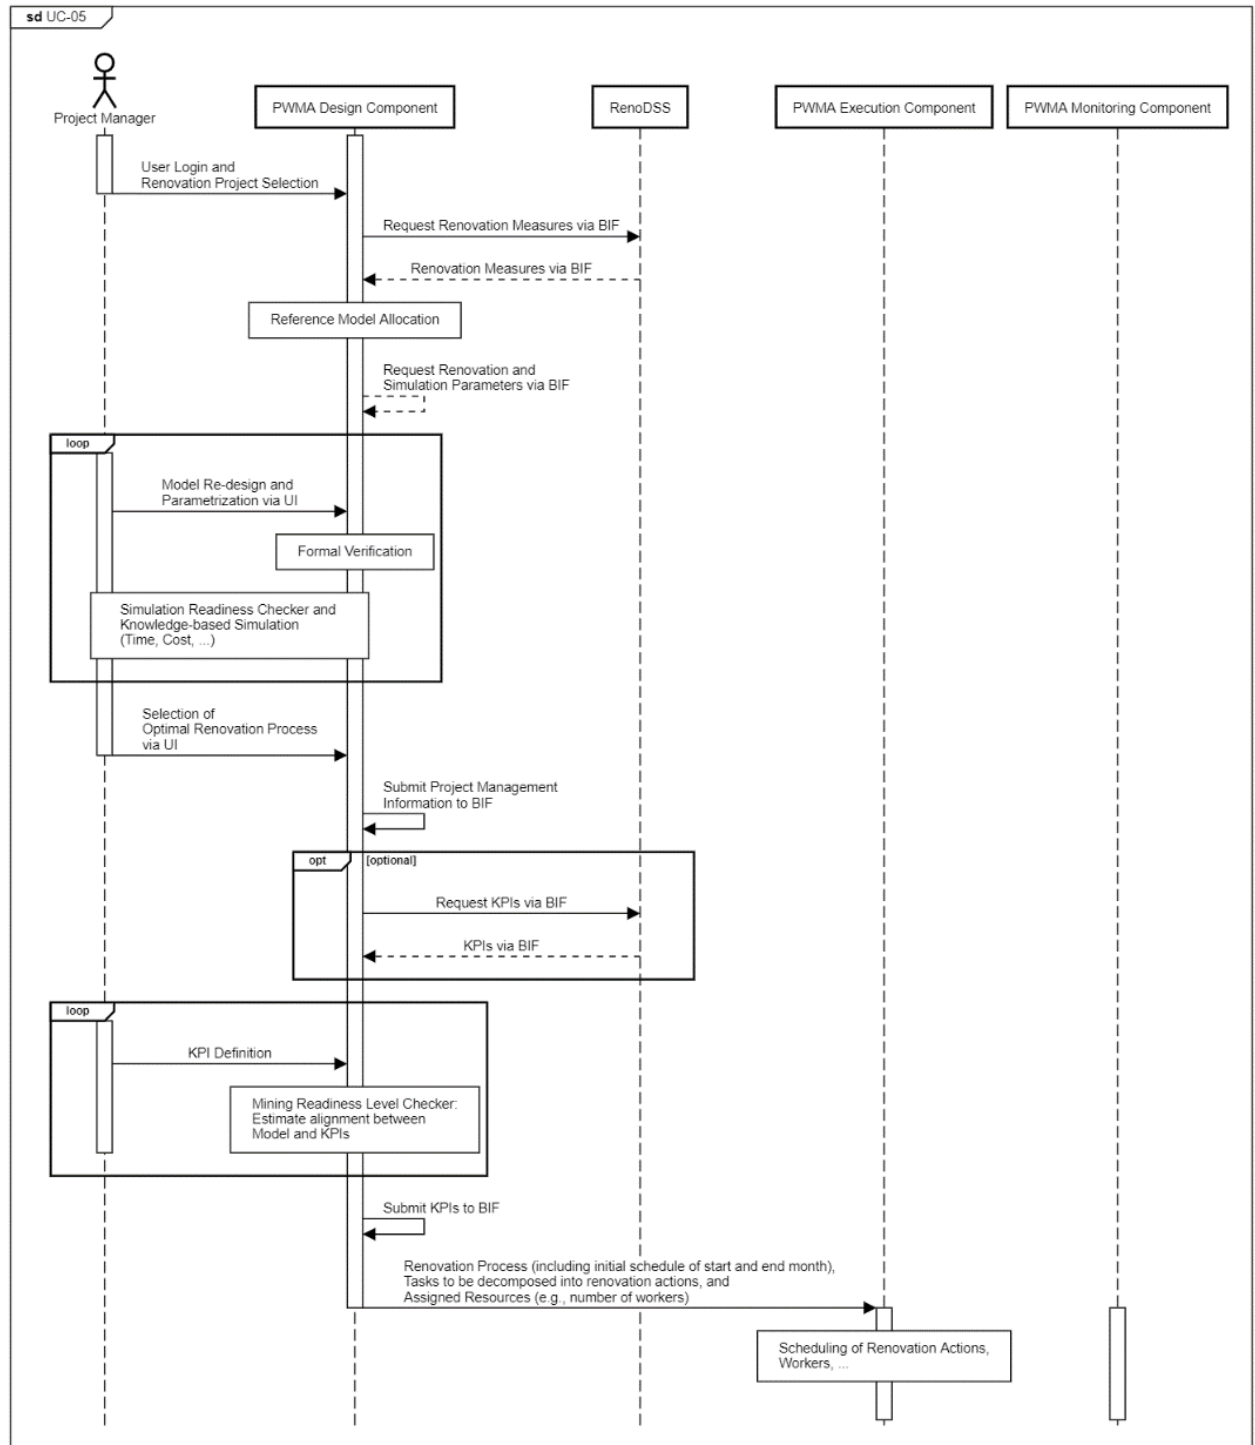 sd UC-05
Project Manager
PWMA Design Component
RenoDSS
PWMA Execution Component
PWMA Monitoring Component
User Login and
Renovation Project Selection
Request Renovation Measures via BIF
Renovation Measures via BIF
Reference Model Allocation
Request Renovation and
Simulation Parameters via BIF
loop
Model Re-design and
Parametrization via UI
Formal Verification
Simulation Readiness Checker and
Knowledge-based Simulation
(Time, Cost, ...)
Selection of
Optimal Renovation Process
via UI
Submit Project Management
Information to BIF
opt [optional]
Request KPIs via BIF
KPIs via BIF
loop
KPI Definition
Mining Readiness Level Checker:
Estimate alignment between
Model and KPIs
Submit KPIs to BIF
Renovation Process (including initial schedule of start and end month),
Tasks to be decomposed into renovation actions, and
Assigned Resources (e.g., number of workers)
Scheduling of Renovation Actions,
Workers, ...